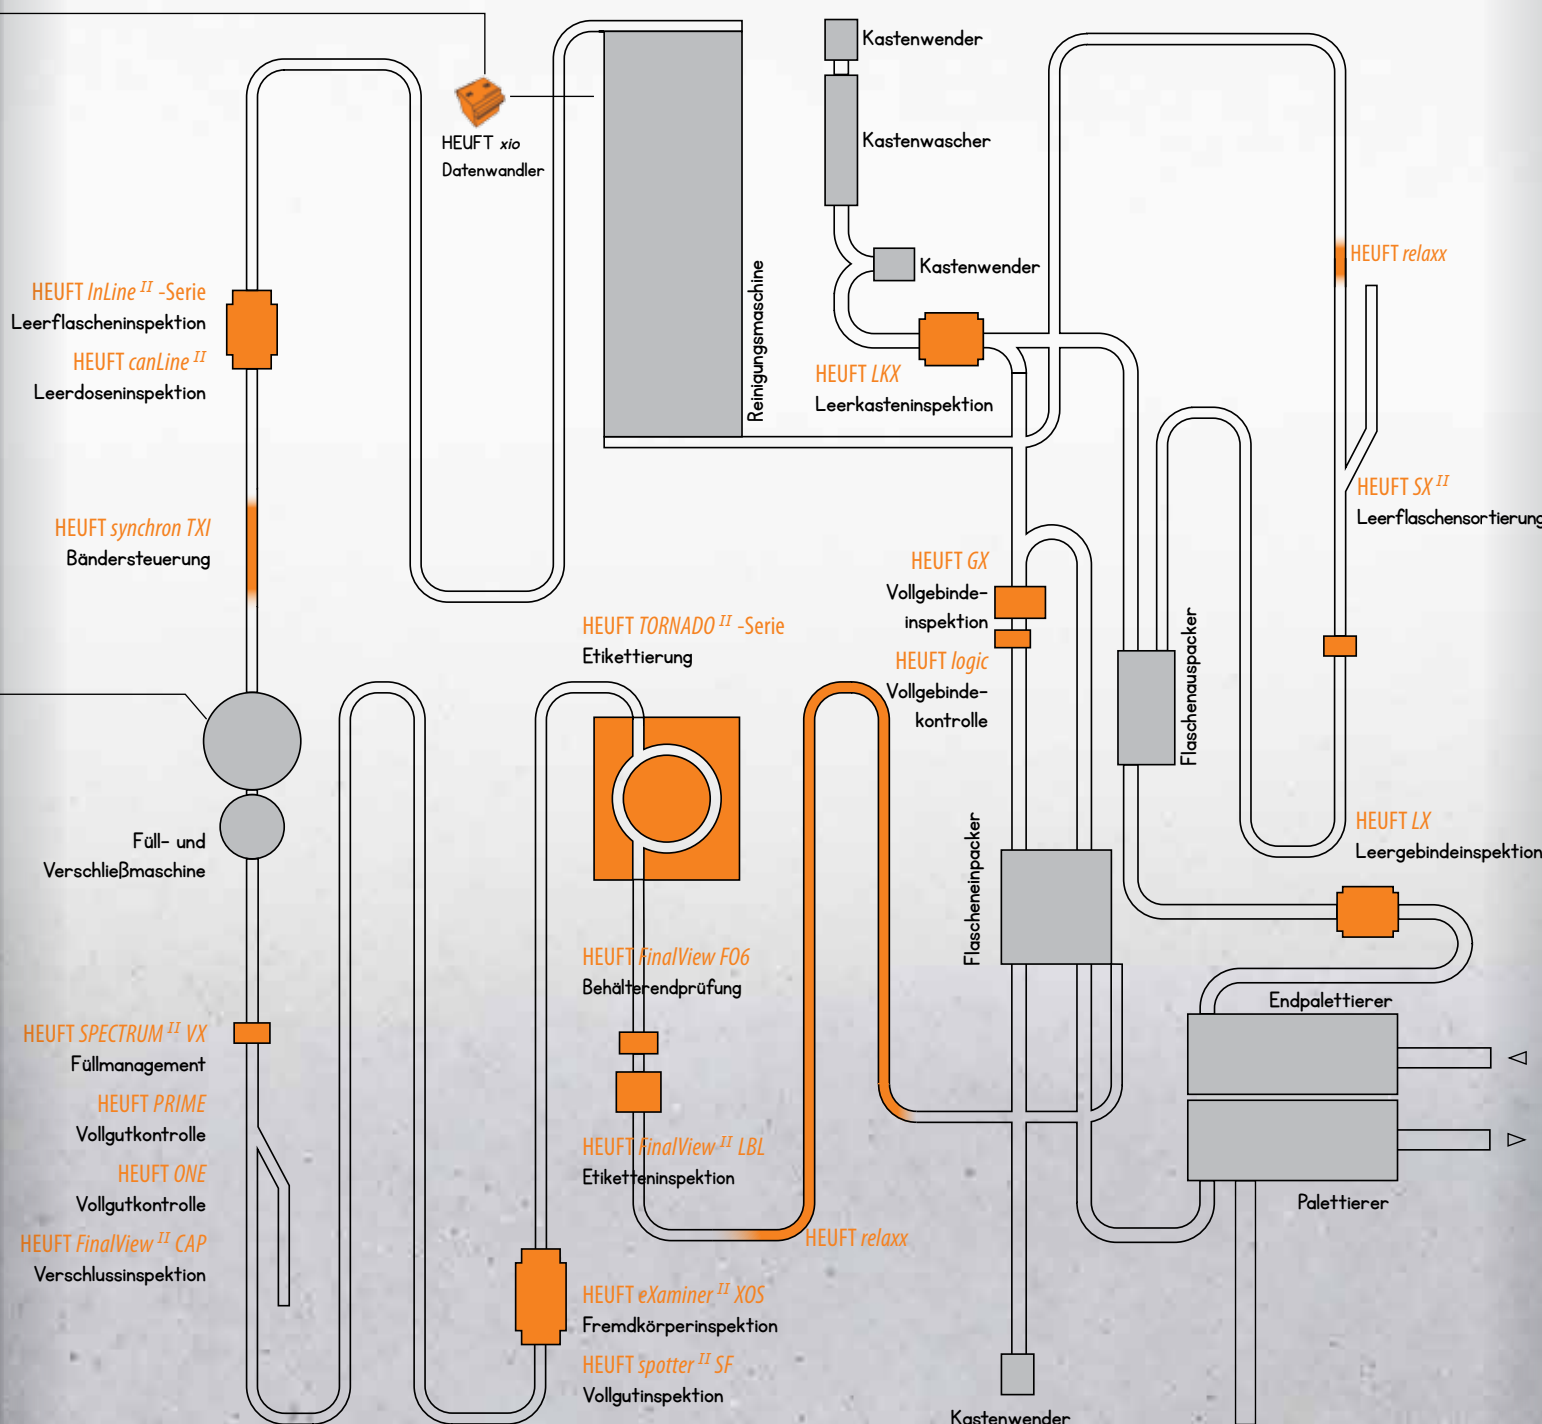 Kastenwender
HEUFT xio
Datenwandler
Kastenwascher
Kastenwender
Reinigungsmaschine
HEUFT relaxx
HEUFT InLine II -Serie
Leerflascheninspektion
HEUFT canLine II
Leerdoseninspektion
HEUFT LKX
Leerkasteninspektion
HEUFT SX II
Leerflaschensortierung
HEUFT synchron TXI
Bändersteuerung
HEUFT GX
Vollgebinde-
inspektion
HEUFT logic
Vollgebinde-
kontrolle
HEUFT TORNADO II -Serie
Etikettierung
Flaschenauspacker
Füll- und
Verschließmaschine
Flascheneinpacker
HEUFT LX
Leergebindeinspektion
HEUFT FinalView FO6
Behälterendprüfung
Endpalettierer
HEUFT SPECTRUM II VX
Füllmanagement
HEUFT PRIME
Vollgutkontrolle
HEUFT ONE
Vollgutkontrolle
HEUFT FinalView II CAP
Verschlussinspektion
HEUFT FinalView II LBL
Etiketteninspektion
Palettierer
HEUFT relaxx
HEUFT eXaminer II XOS
Fremdkörperinspektion
HEUFT spotter II SF
Vollgutinspektion
Kastenwender